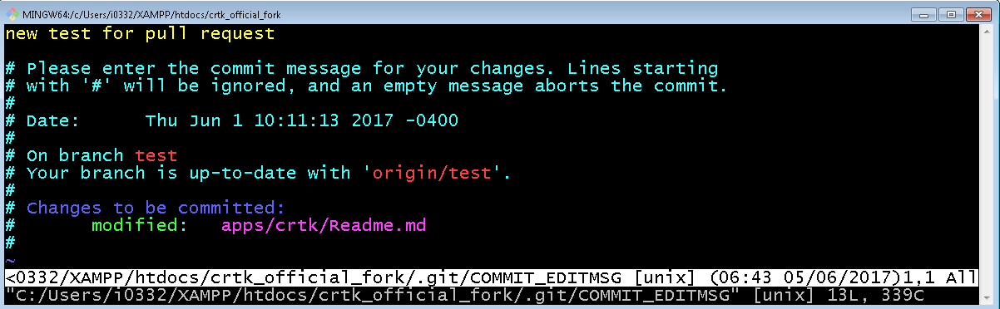 MINGW64:/c/Users/i0332/XAMPP/htdocs/crtk_official_fork
new test for pull request
# Please enter the commit message for your changes. Lines starting
# with '#' will be ignored, and an empty message aborts the commit.
#
# Date:      Thu Jun 1 10:11:13 2017 -0400
#
# On branch test
# Your branch is up-to-date with 'origin/test'.
#
# Changes to be committed:
#       modified:   apps/crtk/Readme.md
#
~
<0332/XAMPP/htdocs/crtk_official_fork/.git/COMMIT_EDITMSG [unix] (06:43 05/06/2017)1,1 All
"C:/Users/i0332/XAMPP/htdocs/crtk_official_fork/.git/COMMIT_EDITMSG" [unix] 13L, 339C